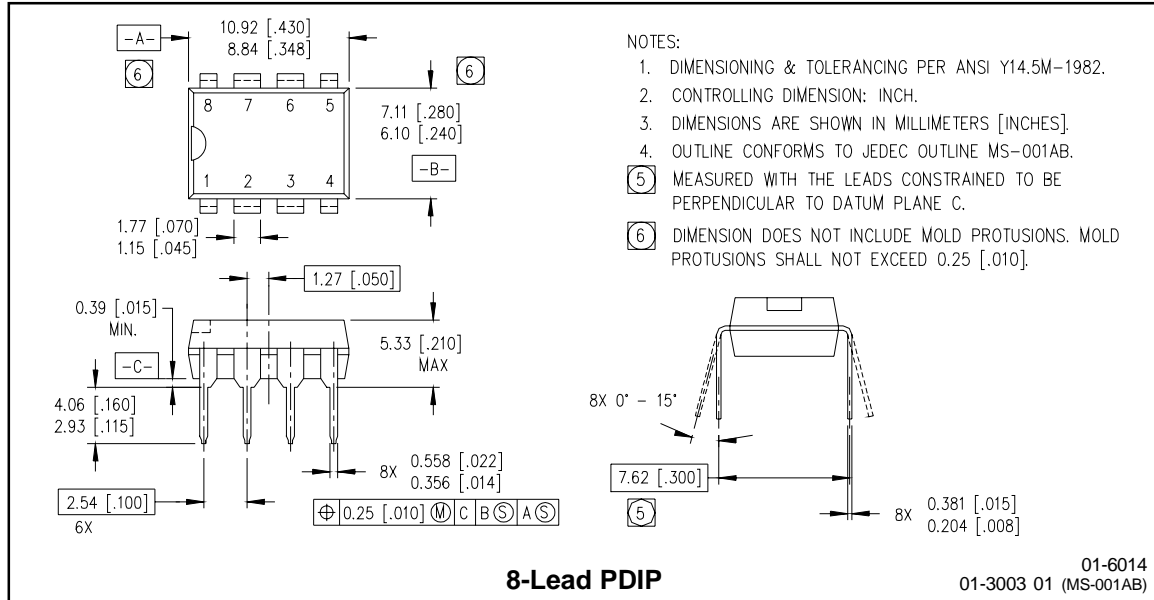 -A-
10.92 [.430]
8.84 [.348]
6
6
8 7 6 5
1 2 3 4
7.11 [.280]
6.10 [.240]
-B-
1.77 [.070]
1.15 [.045]
1.27 [.050]
0.39 [.015]
MIN.
-C-
5.33 [.210]
MAX
4.06 [.160]
2.93 [.115]
2.54 [.100]
6X
8X 0.558 [.022]
0.356 [.014]
⌖ 0.25 [.010] Ⓜ C B Ⓢ A Ⓢ
NOTES:
1. DIMENSIONING & TOLERANCING PER ANSI Y14.5M-1982.
2. CONTROLLING DIMENSION: INCH.
3. DIMENSIONS ARE SHOWN IN MILLIMETERS [INCHES].
4. OUTLINE CONFORMS TO JEDEC OUTLINE MS-001AB.
5 MEASURED WITH THE LEADS CONSTRAINED TO BE
PERPENDICULAR TO DATUM PLANE C.
6 DIMENSION DOES NOT INCLUDE MOLD PROTUSIONS. MOLD
PROTUSIONS SHALL NOT EXCEED 0.25 [.010].
8X 0° - 15°
7.62 [.300]
5
8X 0.381 [.015]
0.204 [.008]
8-Lead PDIP
01-6014
01-3003 01 (MS-001AB)